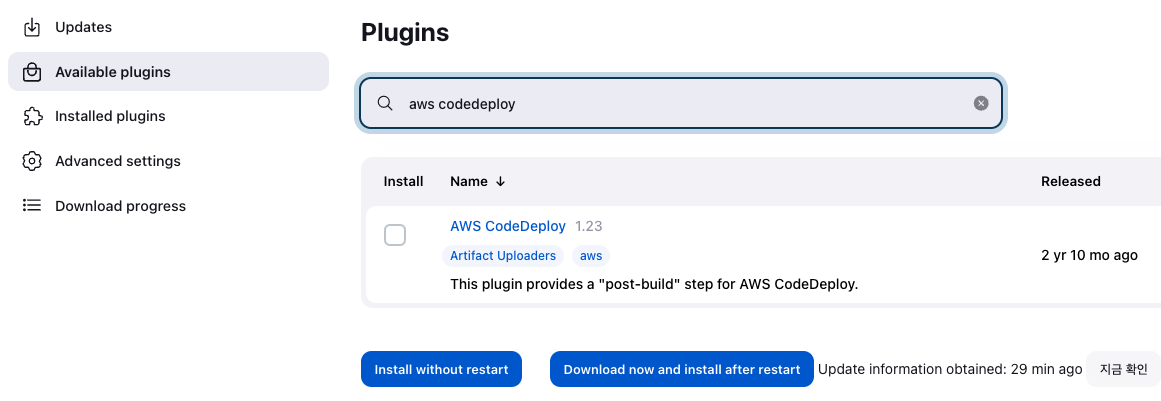 Updates
Available plugins
Installed plugins
Advanced settings
Download progress
Plugins
aws codedeploy
Install Name ↓ Released
AWS CodeDeploy 1.23
Artifact Uploaders aws
2 yr 10 mo ago
This plugin provides a "post-build" step for AWS CodeDeploy.
Install without restart Download now and install after restart Update information obtained: 29 min ago 지금 확인